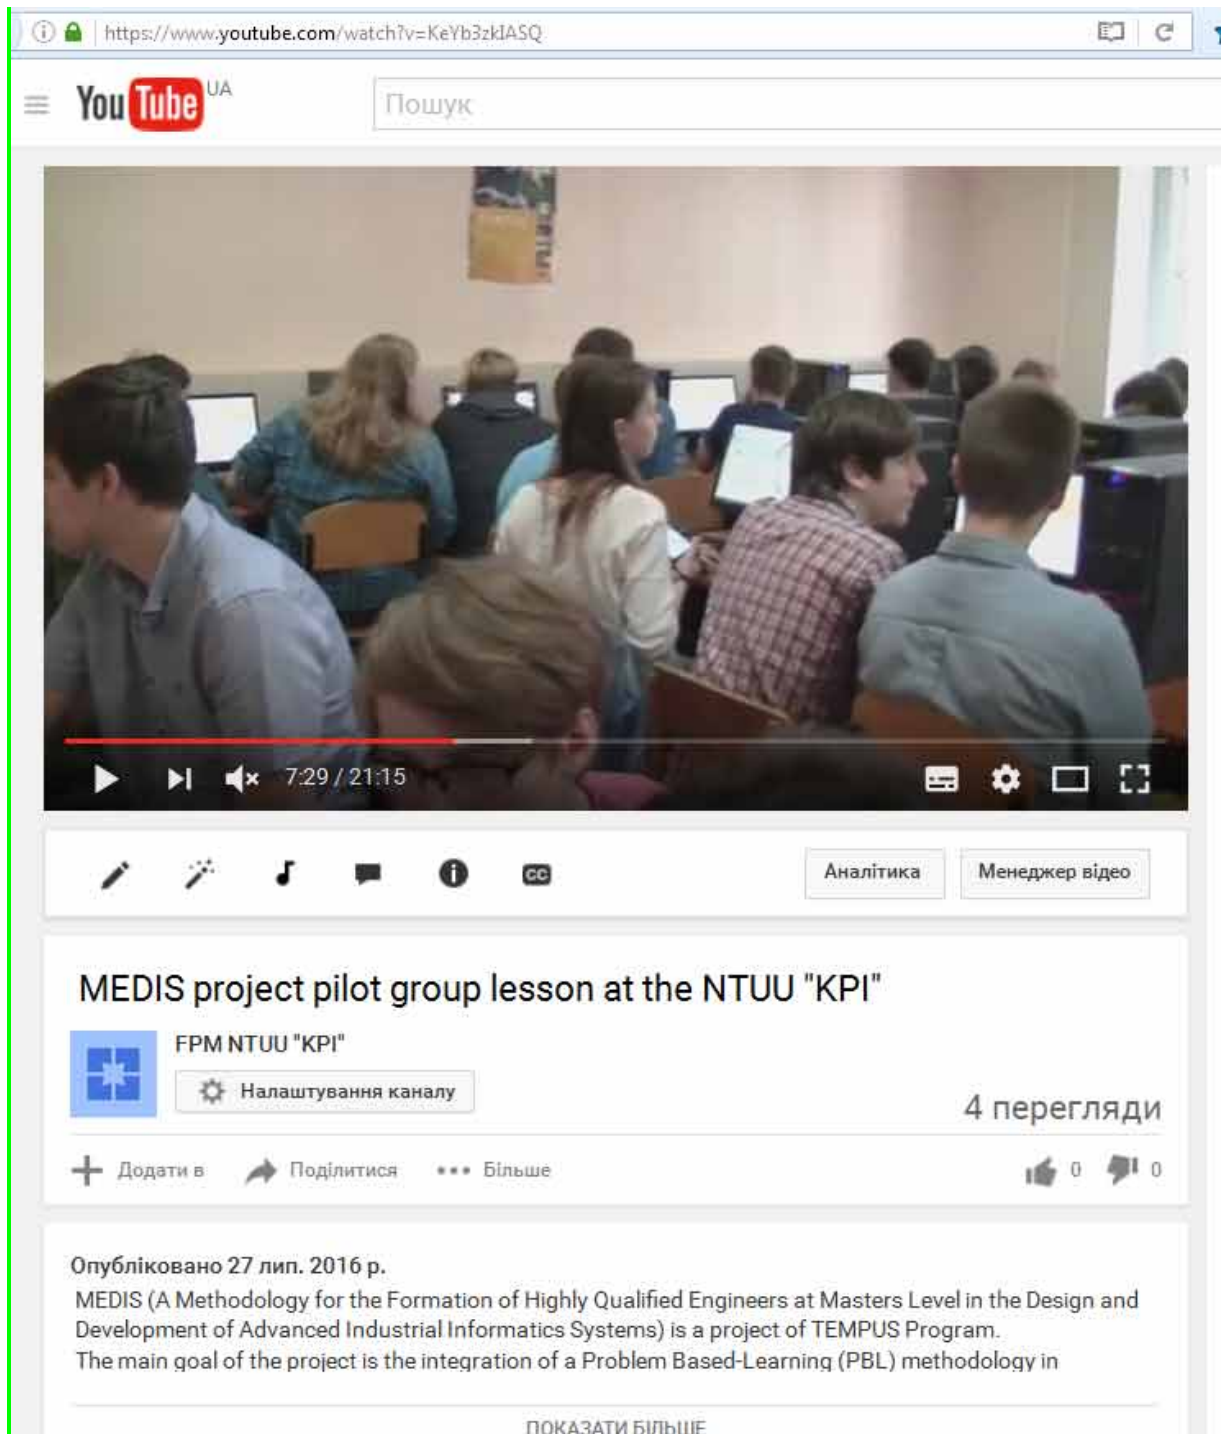 https://www.youtube.com/watch?v=KeYb3zkIASQ
YouTube UA
Пошук
7:29 / 21:15
CC
Аналітика
Менеджер відео
MEDIS project pilot group lesson at the NTUU "KPI"
FPM NTUU "KPI"
Налаштування каналу
4 перегляди
Додати в
Поділитися
Більше
0
0
Опубліковано 27 лип. 2016 р.
MEDIS (A Methodology for the Formation of Highly Qualified Engineers at Masters Level in the Design and
Development of Advanced Industrial Informatics Systems) is a project of TEMPUS Program.
The main goal of the project is the integration of a Problem Based-Learning (PBL) methodology in
ПОКАЗАТИ БІЛЬШЕ